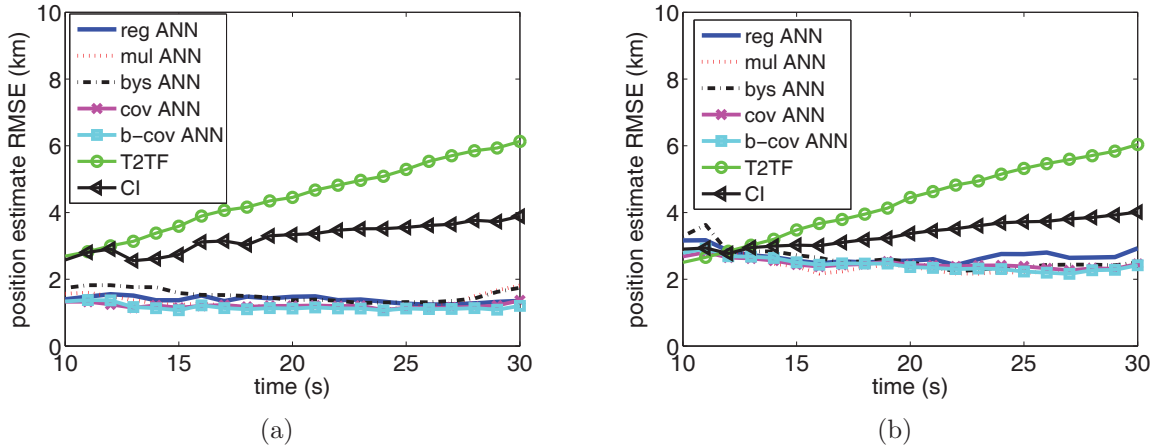 position estimate RMSE (km)
10
8
6
4
2
0
10
15
20
25
30
time (s)
reg ANN
mul ANN
bys ANN
cov ANN
b-cov ANN
T2TF
CI
(a)
position estimate RMSE (km)
10
8
6
4
2
0
10
15
20
25
30
time (s)
reg ANN
mul ANN
bys ANN
cov ANN
b-cov ANN
T2TF
CI
(b)